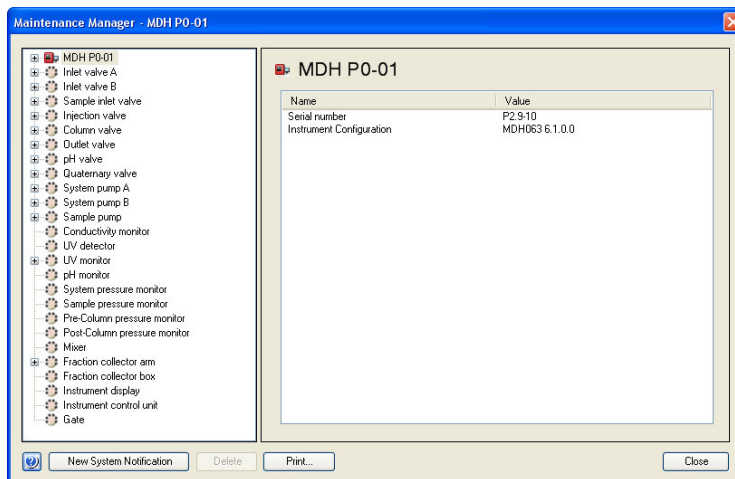 Maintenance Manager - MDH P0-01
MDH P0-01
Inlet valve A
Inlet valve B
Sample inlet valve
Injection valve
Column valve
Outlet valve
pH valve
Quaternary valve
System pump A
System pump B
Sample pump
Conductivity monitor
UV detector
UV monitor
pH monitor
System pressure monitor
Sample pressure monitor
Pre-Column pressure monitor
Post-Column pressure monitor
Mixer
Fraction collector arm
Fraction collector box
Instrument display
Instrument control unit
Gate
MDH P0-01
Name Value
Serial number P2.9-10
Instrument Configuration MDH063 6.1.0.0
New System Notification Delete Print... Close